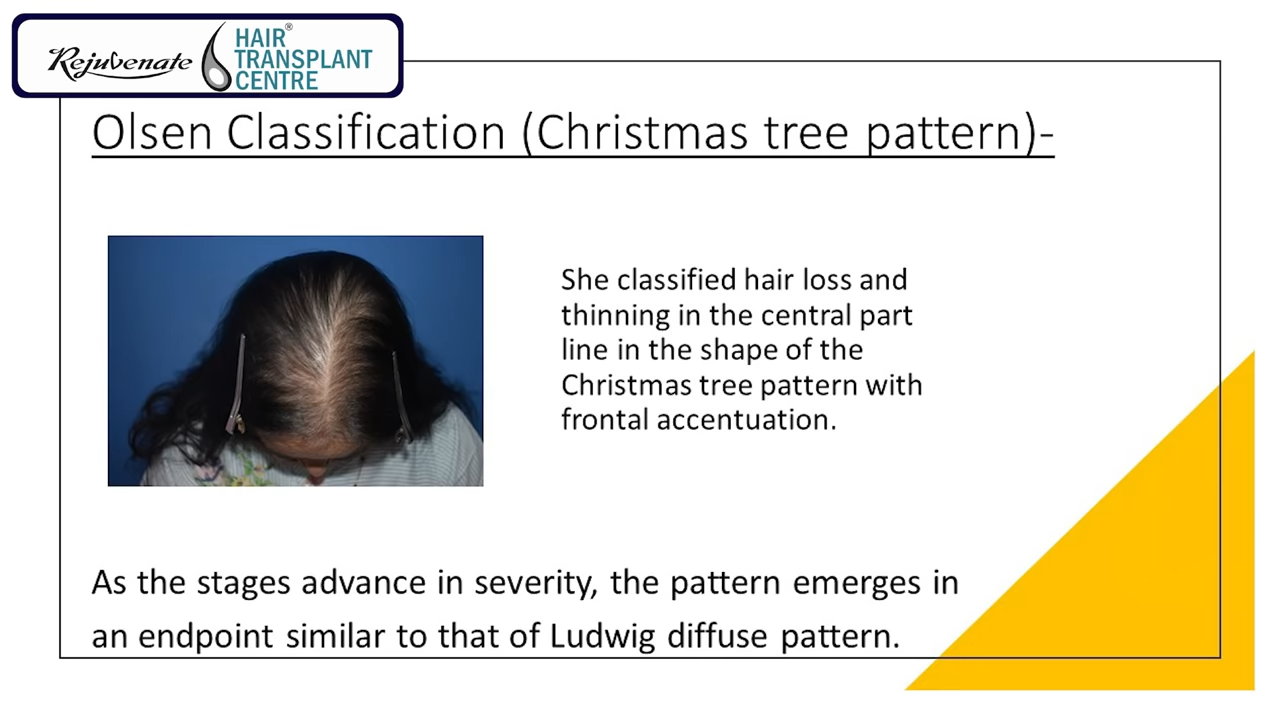 Rejuvenate
HAIR®
TRANSPLANT
CENTRE
Olsen Classification (Christmas tree pattern)-
She classified hair loss and
thinning in the central part
line in the shape of the
Christmas tree pattern with
frontal accentuation.
As the stages advance in severity, the pattern emerges in
an endpoint similar to that of Ludwig diffuse pattern.